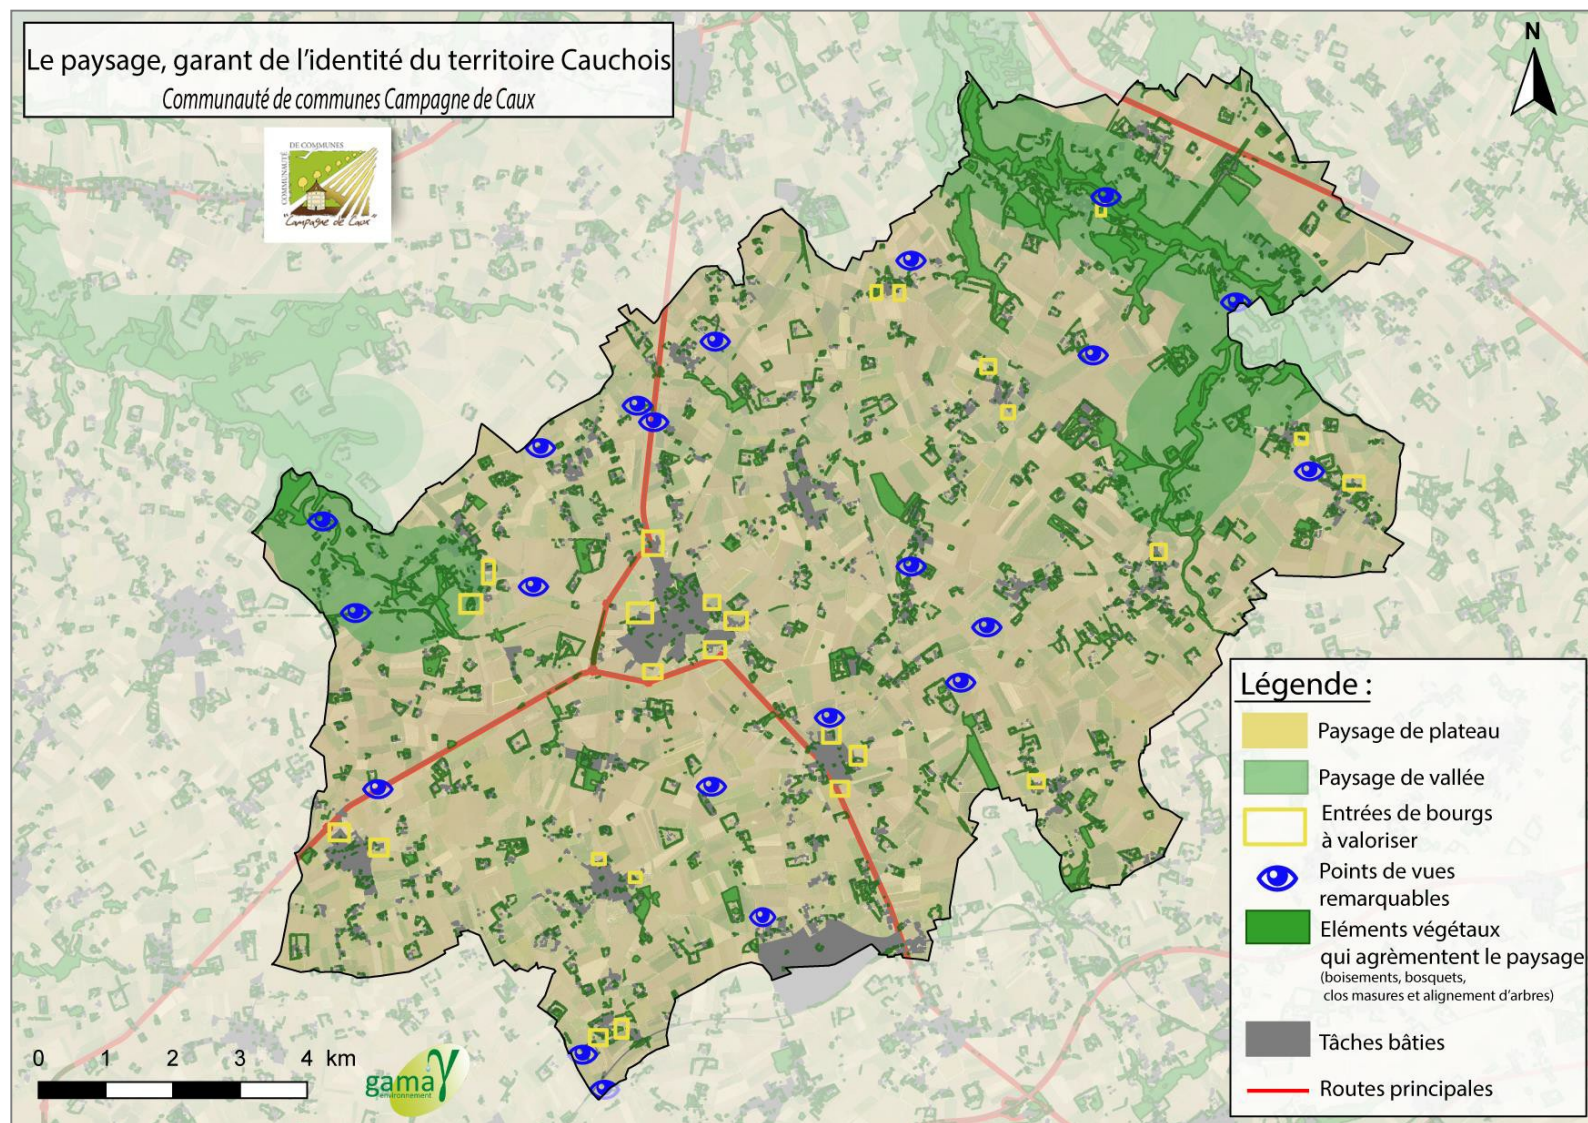 Le paysage, garant de l'identité du territoire Cauchois
Communauté de communes Campagne de Caux
N
DE COMMUNES
COMMUNAUTÉ
"Campagne de Caux"
Légende :
Paysage de plateau
Paysage de vallée
Entrées de bourgs
à valoriser
Points de vues
remarquables
Eléments végétaux
qui agrèmentent le paysage
(boisements, bosquets,
clos masures et alignement d'arbres)
Tâches bâties
Routes principales
0 1 2 3 4 km
gama
environnement